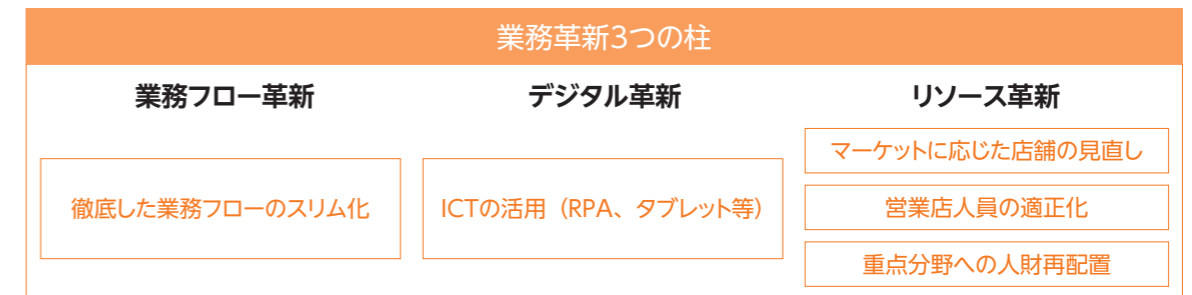 業務革新3つの柱
業務フロー革新
徹底した業務フローのスリム化
デジタル革新
ICTの活用（RPA、タブレット等）
リソース革新
マーケットに応じた店舗の見直し
営業店人員の適正化
重点分野への人財再配置